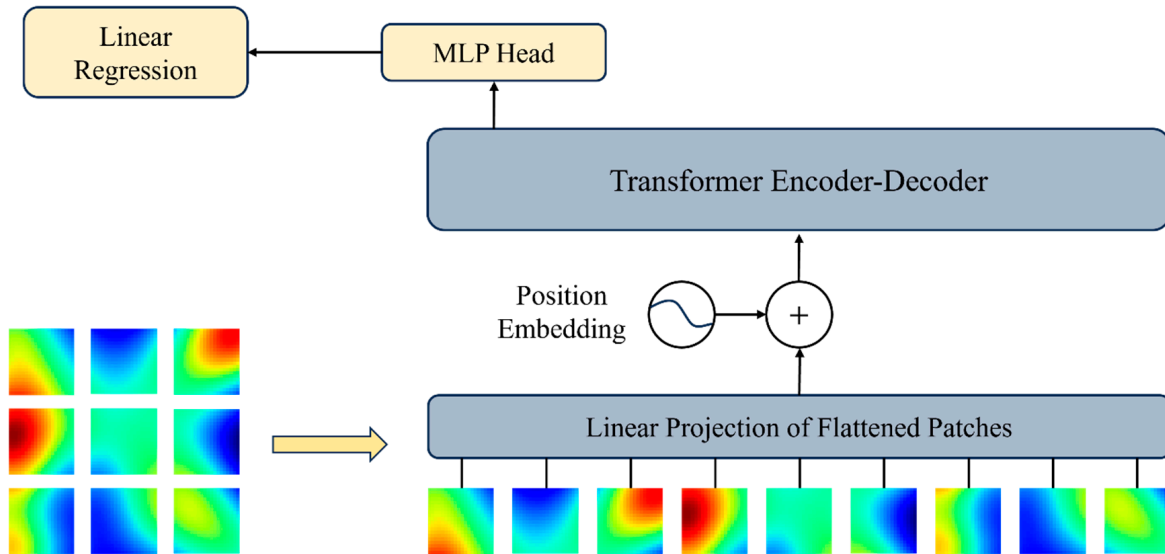 Linear
Regression
MLP Head
Transformer Encoder-Decoder
Position
Embedding
+
Linear Projection of Flattened Patches